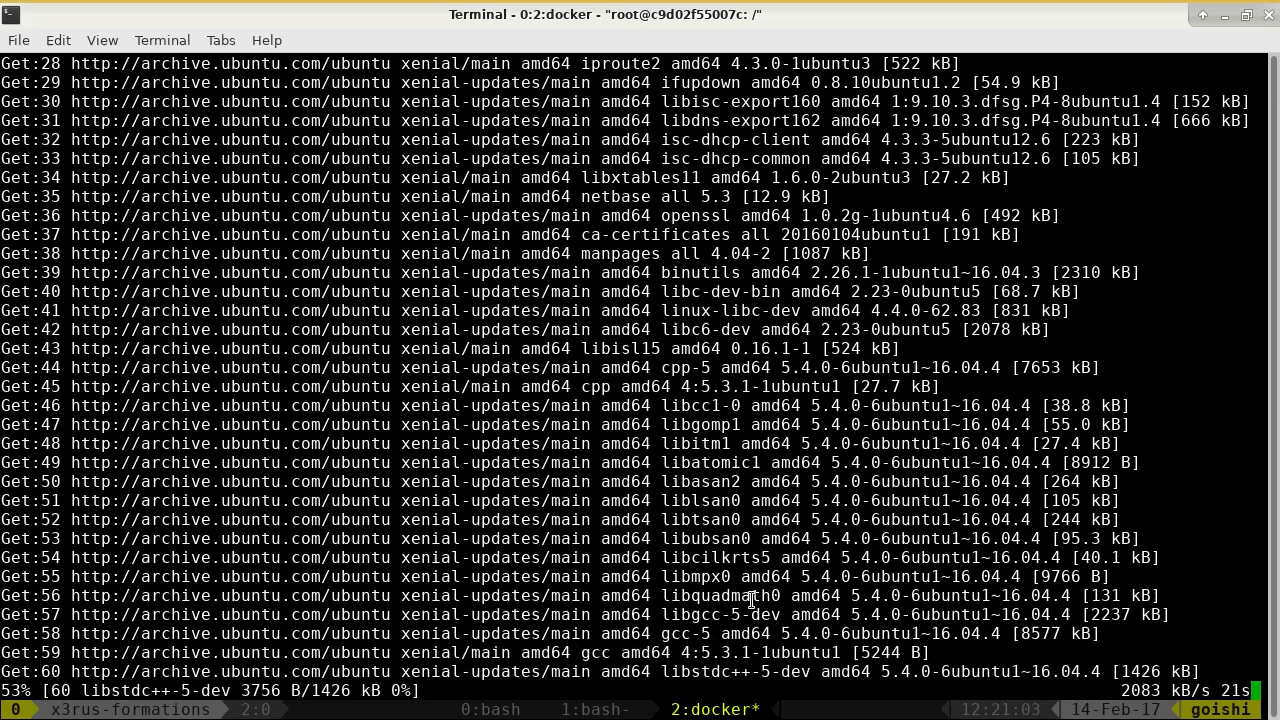 Terminal - 0:2:docker - "root@c9d02f55007c: /"
File Edit View Terminal Tabs Help
Get:28 http://archive.ubuntu.com/ubuntu xenial/main amd64 iproute2 amd64 4.3.0-1ubuntu3 [522 kB]
Get:29 http://archive.ubuntu.com/ubuntu xenial-updates/main amd64 ifupdown amd64 0.8.10ubuntu1.2 [54.9 kB]
Get:30 http://archive.ubuntu.com/ubuntu xenial-updates/main amd64 libisc-export160 amd64 1:9.10.3.dfsg.P4-8ubuntu1.4 [152 kB]
Get:31 http://archive.ubuntu.com/ubuntu xenial-updates/main amd64 libdns-export162 amd64 1:9.10.3.dfsg.P4-8ubuntu1.4 [666 kB]
Get:32 http://archive.ubuntu.com/ubuntu xenial-updates/main amd64 isc-dhcp-client amd64 4.3.3-5ubuntu12.6 [223 kB]
Get:33 http://archive.ubuntu.com/ubuntu xenial-updates/main amd64 isc-dhcp-common amd64 4.3.3-5ubuntu12.6 [105 kB]
Get:34 http://archive.ubuntu.com/ubuntu xenial/main amd64 libxtables11 amd64 1.6.0-2ubuntu3 [27.2 kB]
Get:35 http://archive.ubuntu.com/ubuntu xenial/main amd64 netbase all 5.3 [12.9 kB]
Get:36 http://archive.ubuntu.com/ubuntu xenial-updates/main amd64 openssl amd64 1.0.2g-1ubuntu4.6 [492 kB]
Get:37 http://archive.ubuntu.com/ubuntu xenial/main amd64 ca-certificates all 20160104ubuntu1 [191 kB]
Get:38 http://archive.ubuntu.com/ubuntu xenial/main amd64 manpages all 4.04-2 [1087 kB]
Get:39 http://archive.ubuntu.com/ubuntu xenial-updates/main amd64 binutils amd64 2.26.1-1ubuntu1~16.04.3 [2310 kB]
Get:40 http://archive.ubuntu.com/ubuntu xenial-updates/main amd64 libc-dev-bin amd64 2.23-0ubuntu5 [68.7 kB]
Get:41 http://archive.ubuntu.com/ubuntu xenial-updates/main amd64 linux-libc-dev amd64 4.4.0-62.83 [831 kB]
Get:42 http://archive.ubuntu.com/ubuntu xenial-updates/main amd64 libc6-dev amd64 2.23-0ubuntu5 [2078 kB]
Get:43 http://archive.ubuntu.com/ubuntu xenial/main amd64 libisl15 amd64 0.16.1-1 [524 kB]
Get:44 http://archive.ubuntu.com/ubuntu xenial-updates/main amd64 cpp-5 amd64 5.4.0-6ubuntu1~16.04.4 [7653 kB]
Get:45 http://archive.ubuntu.com/ubuntu xenial/main amd64 cpp amd64 4:5.3.1-1ubuntu1 [27.7 kB]
Get:46 http://archive.ubuntu.com/ubuntu xenial-updates/main amd64 libcc1-0 amd64 5.4.0-6ubuntu1~16.04.4 [38.8 kB]
Get:47 http://archive.ubuntu.com/ubuntu xenial-updates/main amd64 libgomp1 amd64 5.4.0-6ubuntu1~16.04.4 [55.0 kB]
Get:48 http://archive.ubuntu.com/ubuntu xenial-updates/main amd64 libitm1 amd64 5.4.0-6ubuntu1~16.04.4 [27.4 kB]
Get:49 http://archive.ubuntu.com/ubuntu xenial-updates/main amd64 libatomic1 amd64 5.4.0-6ubuntu1~16.04.4 [8912 B]
Get:50 http://archive.ubuntu.com/ubuntu xenial-updates/main amd64 libasan2 amd64 5.4.0-6ubuntu1~16.04.4 [264 kB]
Get:51 http://archive.ubuntu.com/ubuntu xenial-updates/main amd64 liblsan0 amd64 5.4.0-6ubuntu1~16.04.4 [105 kB]
Get:52 http://archive.ubuntu.com/ubuntu xenial-updates/main amd64 libtsan0 amd64 5.4.0-6ubuntu1~16.04.4 [244 kB]
Get:53 http://archive.ubuntu.com/ubuntu xenial-updates/main amd64 libubsan0 amd64 5.4.0-6ubuntu1~16.04.4 [95.3 kB]
Get:54 http://archive.ubuntu.com/ubuntu xenial-updates/main amd64 libcilkrts5 amd64 5.4.0-6ubuntu1~16.04.4 [40.1 kB]
Get:55 http://archive.ubuntu.com/ubuntu xenial-updates/main amd64 libmpx0 amd64 5.4.0-6ubuntu1~16.04.4 [9766 B]
Get:56 http://archive.ubuntu.com/ubuntu xenial-updates/main amd64 libquadmath0 amd64 5.4.0-6ubuntu1~16.04.4 [131 kB]
Get:57 http://archive.ubuntu.com/ubuntu xenial-updates/main amd64 libgcc-5-dev amd64 5.4.0-6ubuntu1~16.04.4 [2237 kB]
Get:58 http://archive.ubuntu.com/ubuntu xenial-updates/main amd64 gcc-5 amd64 5.4.0-6ubuntu1~16.04.4 [8577 kB]
Get:59 http://archive.ubuntu.com/ubuntu xenial/main amd64 gcc amd64 4:5.3.1-1ubuntu1 [5244 B]
Get:60 http://archive.ubuntu.com/ubuntu xenial-updates/main amd64 libstdc++-5-dev amd64 5.4.0-6ubuntu1~16.04.4 [1426 kB]
53% [60 libstdc++-5-dev 3756 B/1426 kB 0%] 2083 kB/s 21s
0 x3rus-formations 2:0 0:bash 1:bash- 2:docker* 12:21:03 14-Feb-17 goishi